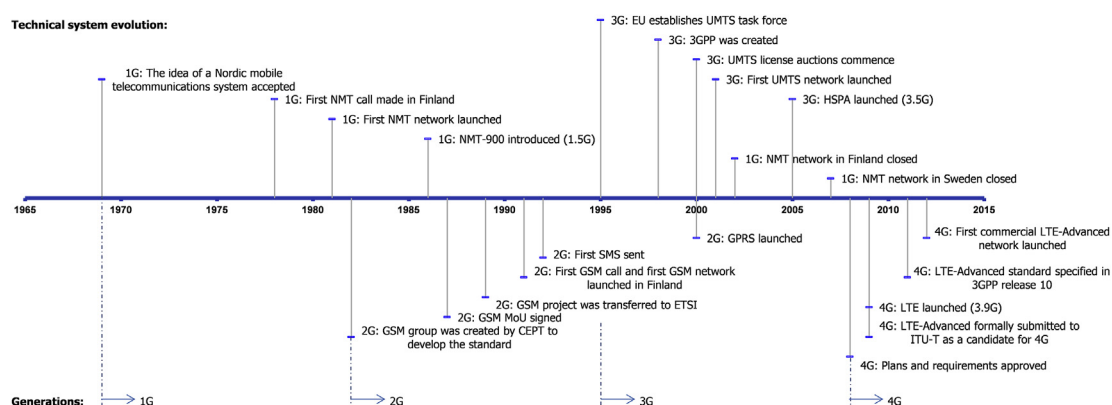 Technical system evolution:
3G: EU establishes UMTS task force
3G: 3GPP was created
3G: UMTS license auctions commence
1G: The idea of a Nordic mobile
telecommunications system accepted
3G: First UMTS network launched
1G: First NMT call made in Finland
3G: HSPA launched (3.5G)
1G: First NMT network launched
1G: NMT-900 introduced (1.5G)
1G: NMT network in Finland closed
1G: NMT network in Sweden closed
1965 1970 1975 1980 1985 1990 1995 2000 2005 2010 2015
2G: GPRS launched
4G: First commercial LTE-Advanced
network launched
2G: First SMS sent
2G: First GSM call and first GSM network
launched in Finland
4G: LTE-Advanced standard specified in
3GPP release 10
2G: GSM project was transferred to ETSI
4G: LTE launched (3.9G)
2G: GSM MoU signed
2G: GSM group was created by CEPT to
develop the standard
4G: LTE-Advanced formally submitted to
ITU-T as a candidate for 4G
4G: Plans and requirements approved
Generations: 1G 2G 3G 4G